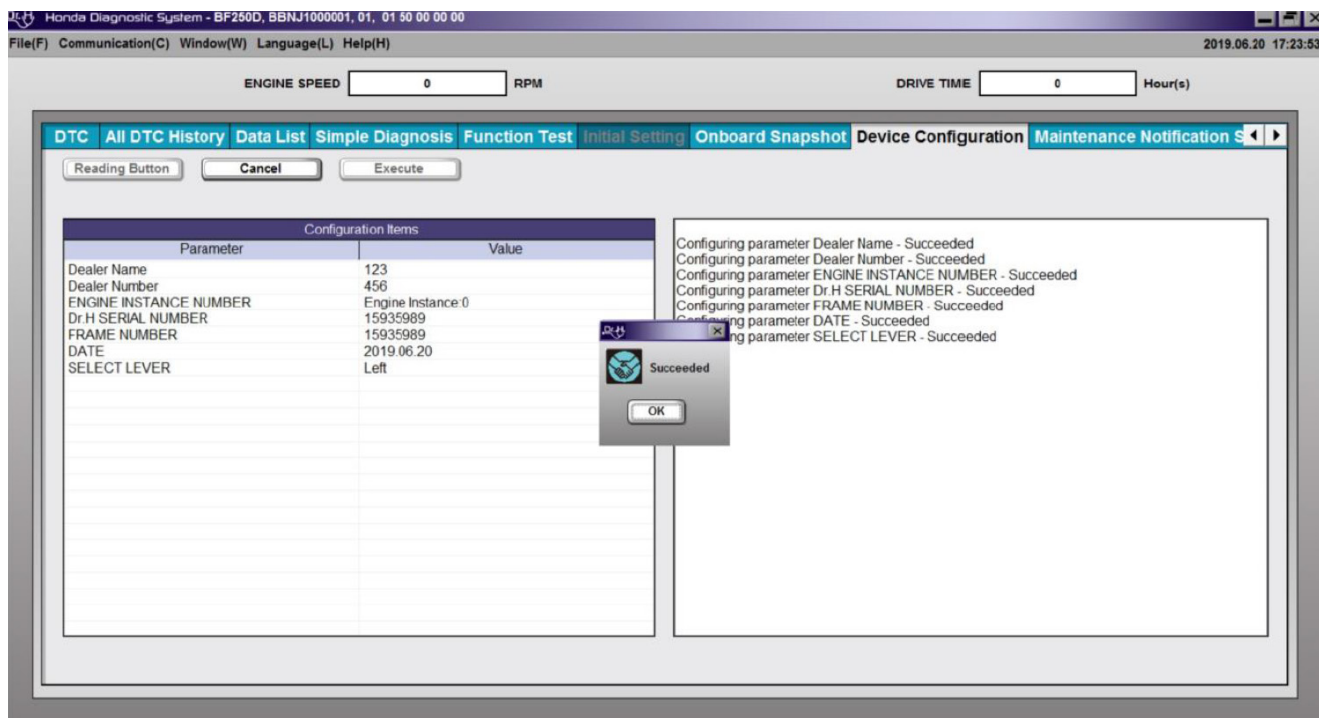 Dr.H Honda Diagnostic System - BF250D, BBNJ1000001, 01, 01 50 00 00 00
File(F) Communication(C) Window(W) Language(L) Help(H) 2019.06.20 17:23:53
ENGINE SPEED 0 RPM DRIVE TIME 0 Hour(s)
DTC All DTC History Data List Simple Diagnosis Function Test Initial Setting Onboard Snapshot Device Configuration Maintenance Notification S
Reading Button Cancel Execute
Configuration Items
Parameter Value
Dealer Name 123
Dealer Number 456
ENGINE INSTANCE NUMBER Engine Instance:0
Dr.H SERIAL NUMBER 15935989
FRAME NUMBER 15935989
DATE 2019.06.20
SELECT LEVER Left
Configuring parameter Dealer Name - Succeeded
Configuring parameter Dealer Number - Succeeded
Configuring parameter ENGINE INSTANCE NUMBER - Succeeded
Configuring parameter Dr.H SERIAL NUMBER - Succeeded
Configuring parameter FRAME NUMBER - Succeeded
Configuring parameter DATE - Succeeded
ng parameter SELECT LEVER - Succeeded
Dr.H
Succeeded
OK